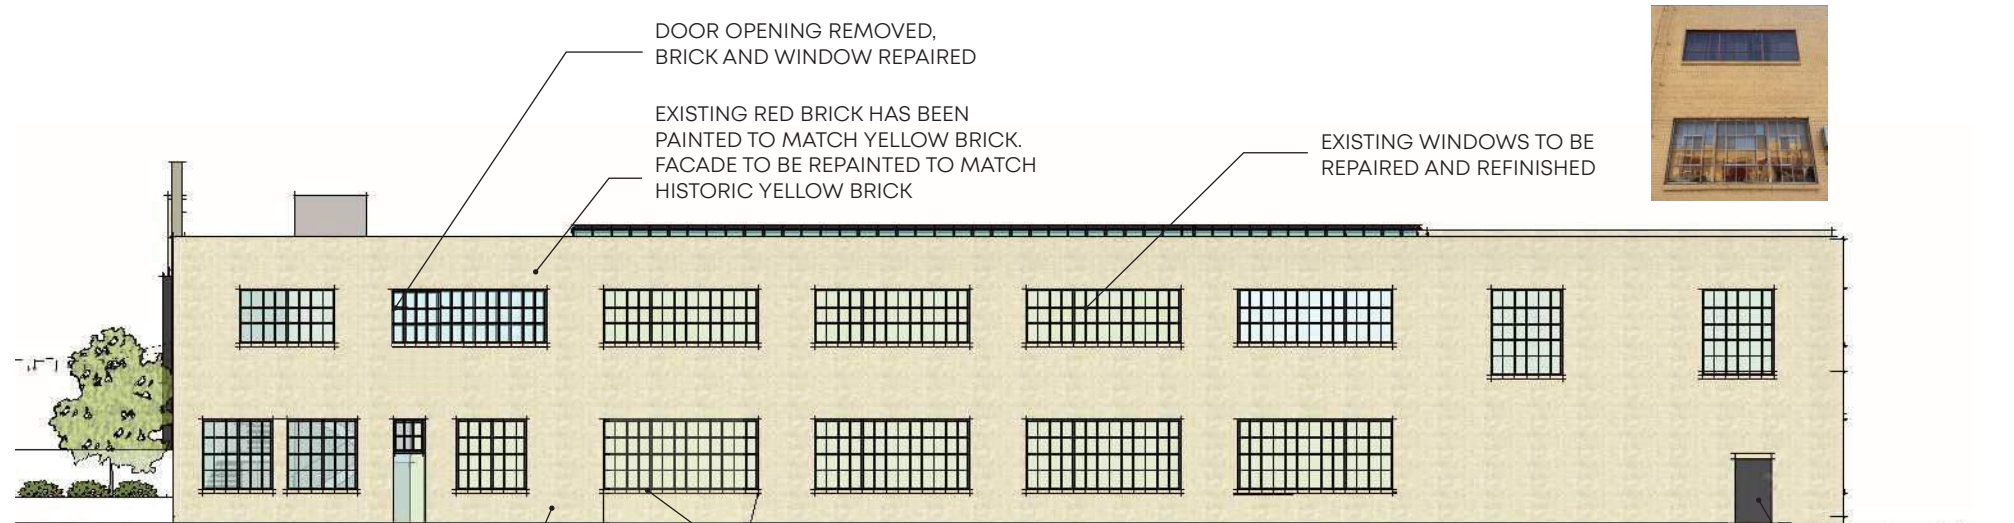 DOOR OPENING REMOVED,
BRICK AND WINDOW REPAIRED
EXISTING RED BRICK HAS BEEN
PAINTED TO MATCH YELLOW BRICK.
FACADE TO BE REPAINTED TO MATCH
HISTORIC YELLOW BRICK
EXISTING WINDOWS TO BE
REPAIRED AND REFINISHED